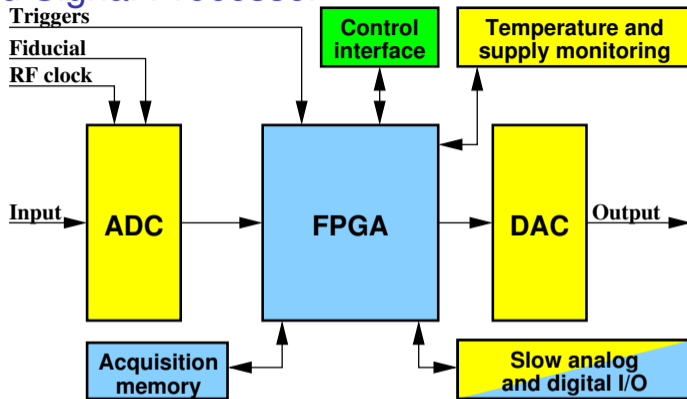 Triggers
Fiducial
RF clock
Control
interface
Temperature and
supply monitoring
Input
ADC
FPGA
DAC
Output
Acquisition
memory
Slow analog
and digital I/O